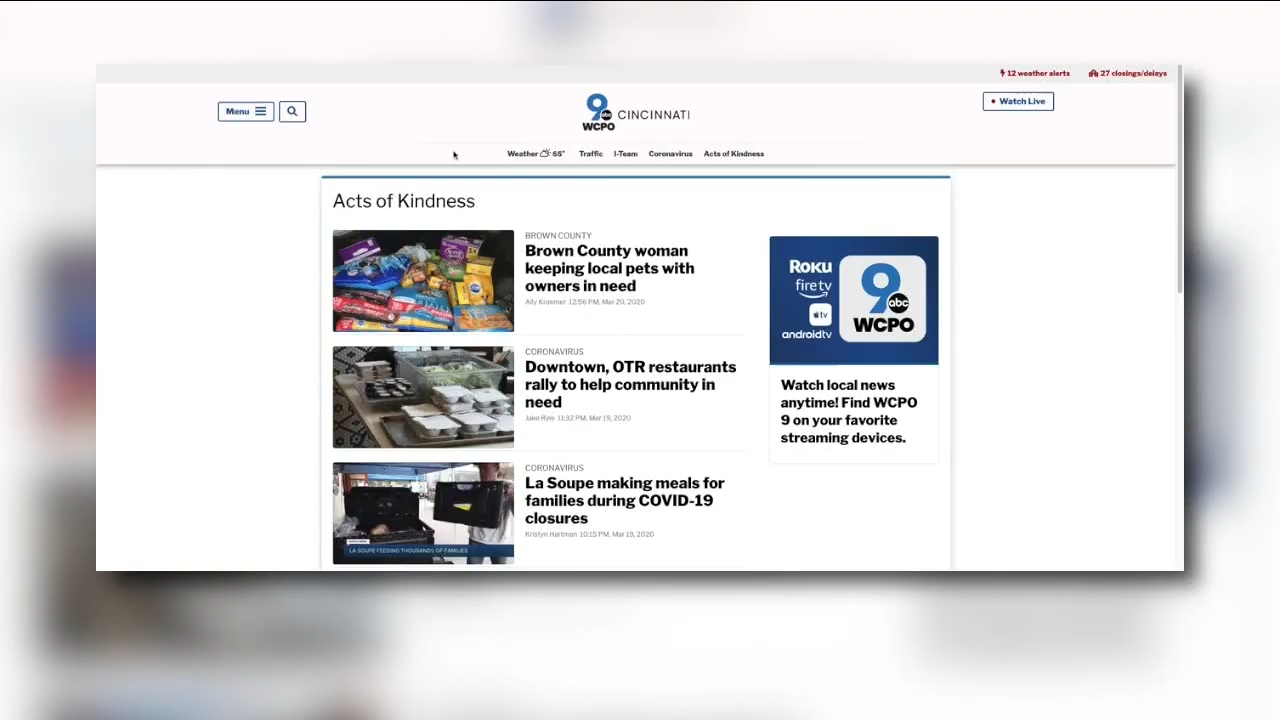 12 weather alerts 27 closings/delays
Menu
9 abc
WCPO
CINCINNATI
Watch Live
Weather 65° Traffic I-Team Coronavirus Acts of Kindness
Acts of Kindness
BROWN COUNTY
Brown County woman
keeping local pets with
owners in need
Ally Kraemer 12:56 PM, Mar 20, 2020
CORONAVIRUS
Downtown, OTR restaurants
rally to help community in
need
Jake Ryle 11:32 PM, Mar 19, 2020
CORONAVIRUS
La Soupe making meals for
families during COVID-19
closures
Kristyn Hartman 10:15 PM, Mar 19, 2020
LA SOUPE FEEDING THOUSANDS OF FAMILIES
Roku
fire tv
tv
androidtv
9 abc
WCPO
Watch local news
anytime! Find WCPO
9 on your favorite
streaming devices.